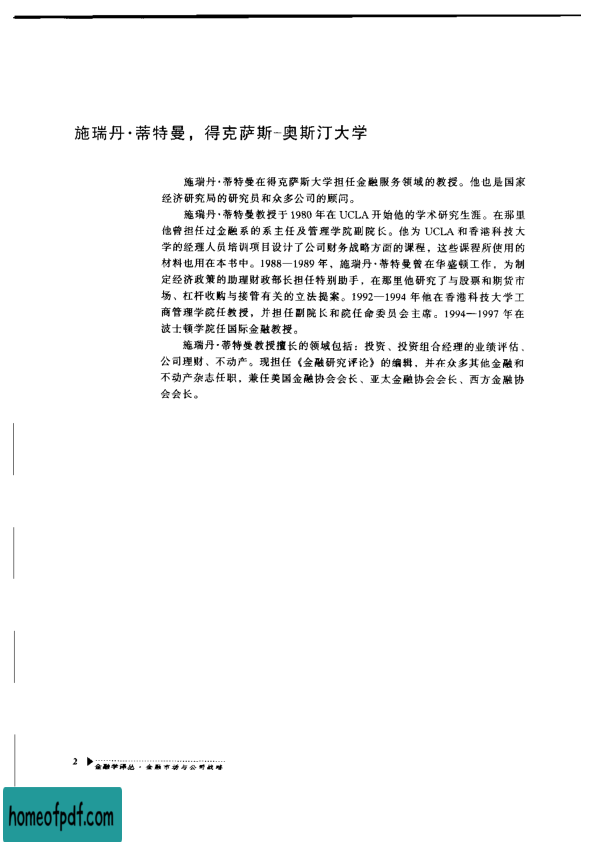 施瑞丹·蒂特曼，得克萨斯-奥斯汀大学
施瑞丹·蒂特曼在得克萨斯大学担任金融服务领域的教授。他也是国家
经济研究局的研究员和众多公司的顾问。
施瑞丹·蒂特曼教授于1980年在UCLA开始他的学术研究生涯。在那里
他曾担任过金融系的系主任及管理学院副院长。他为UCLA和香港科技大
学的经理人员培训项目设计了公司财务战略方面的课程，这些课程所使用的
材料也用在本书中。1988—1989年，施瑞丹·蒂特曼曾在华盛顿工作，为制
定经济政策的助理财政部长担任特别助手，在那里他研究了与股票和期货市
场、杠杆收购与接管有关的立法提案。1992—1994年他在香港科技大学工
商管理学院任教授，并担任副院长和院任命委员会主席。1994—1997年在
波士顿学院任国际金融教授。
施瑞丹·蒂特曼教授擅长的领域包括：投资、投资组合经理的业绩评估、
公司理财、不动产。现担任《金融研究评论》的编辑，并在众多其他金融和
不动产杂志任职，兼任美国金融协会会长、亚太金融协会会长、西方金融协
会会长。
2
金融学译丛·金融市场与公司战略
homeofpdf.com